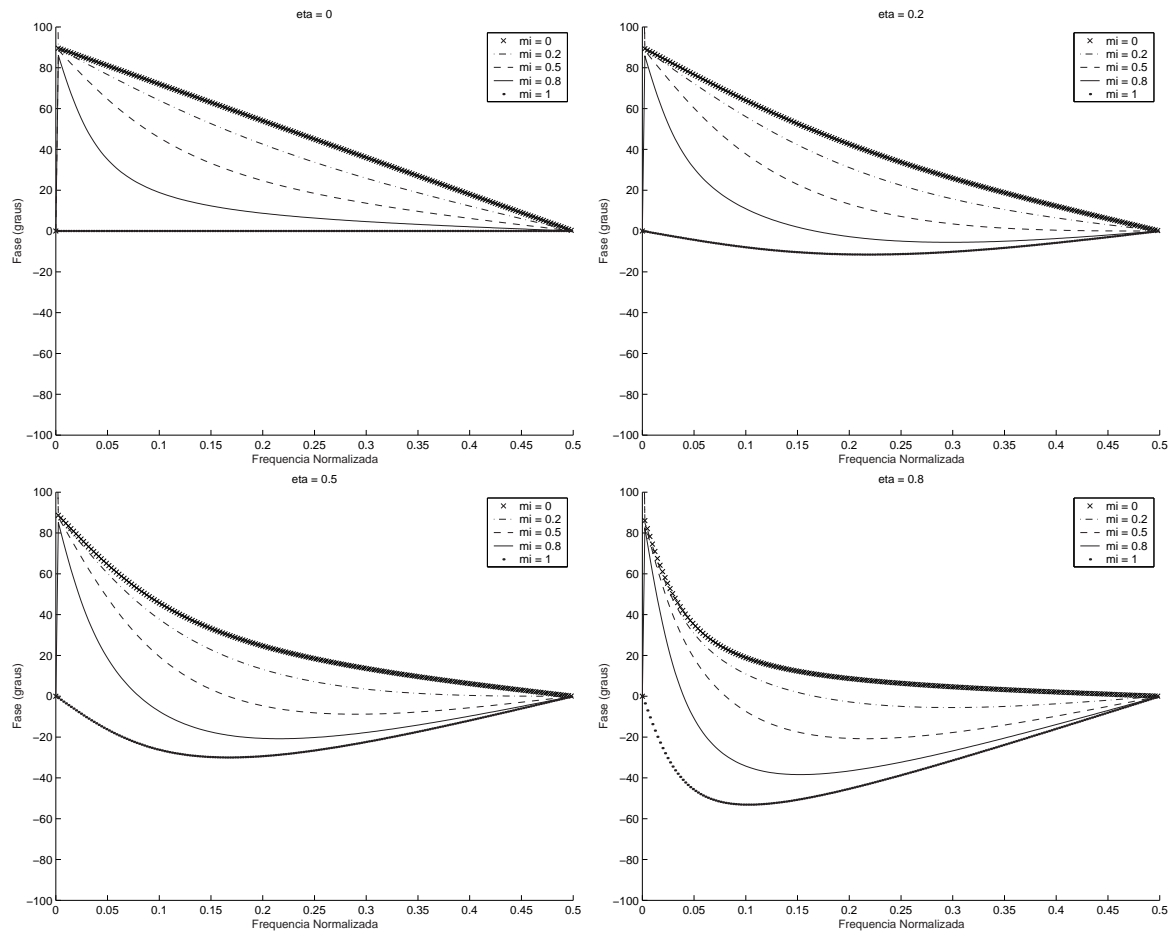 eta = 0
100
80
60
40
20
0
−20
−40
−60
−80
−100
Fase (graus)
0
0.05
0.1
0.15
0.2
0.25
0.3
0.35
0.4
0.45
0.5
Frequencia Normalizada
mi = 0
mi = 0.2
mi = 0.5
mi = 0.8
mi = 1
eta = 0.2
100
80
60
40
20
0
−20
−40
−60
−80
−100
Fase (graus)
0
0.05
0.1
0.15
0.2
0.25
0.3
0.35
0.4
0.45
0.5
Frequencia Normalizada
mi = 0
mi = 0.2
mi = 0.5
mi = 0.8
mi = 1
eta = 0.5
100
80
60
40
20
0
−20
−40
−60
−80
−100
Fase (graus)
0
0.05
0.1
0.15
0.2
0.25
0.3
0.35
0.4
0.45
0.5
Frequencia Normalizada
mi = 0
mi = 0.2
mi = 0.5
mi = 0.8
mi = 1
eta = 0.8
100
80
60
40
20
0
−20
−40
−60
−80
−100
Fase (graus)
0
0.05
0.1
0.15
0.2
0.25
0.3
0.35
0.4
0.45
0.5
Frequencia Normalizada
mi = 0
mi = 0.2
mi = 0.5
mi = 0.8
mi = 1